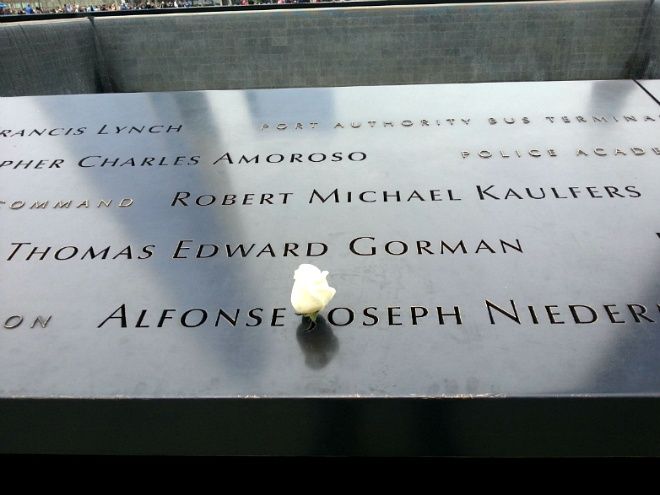 RANCIS LYNCH PORT AUTHORITY BUS TERMINA
PHER CHARLES AMOROSO POLICE ACADE
COMMAND ROBERT MICHAEL KAULFERS
THOMAS EDWARD GORMAN
ON ALFONSE JOSEPH NIEDER